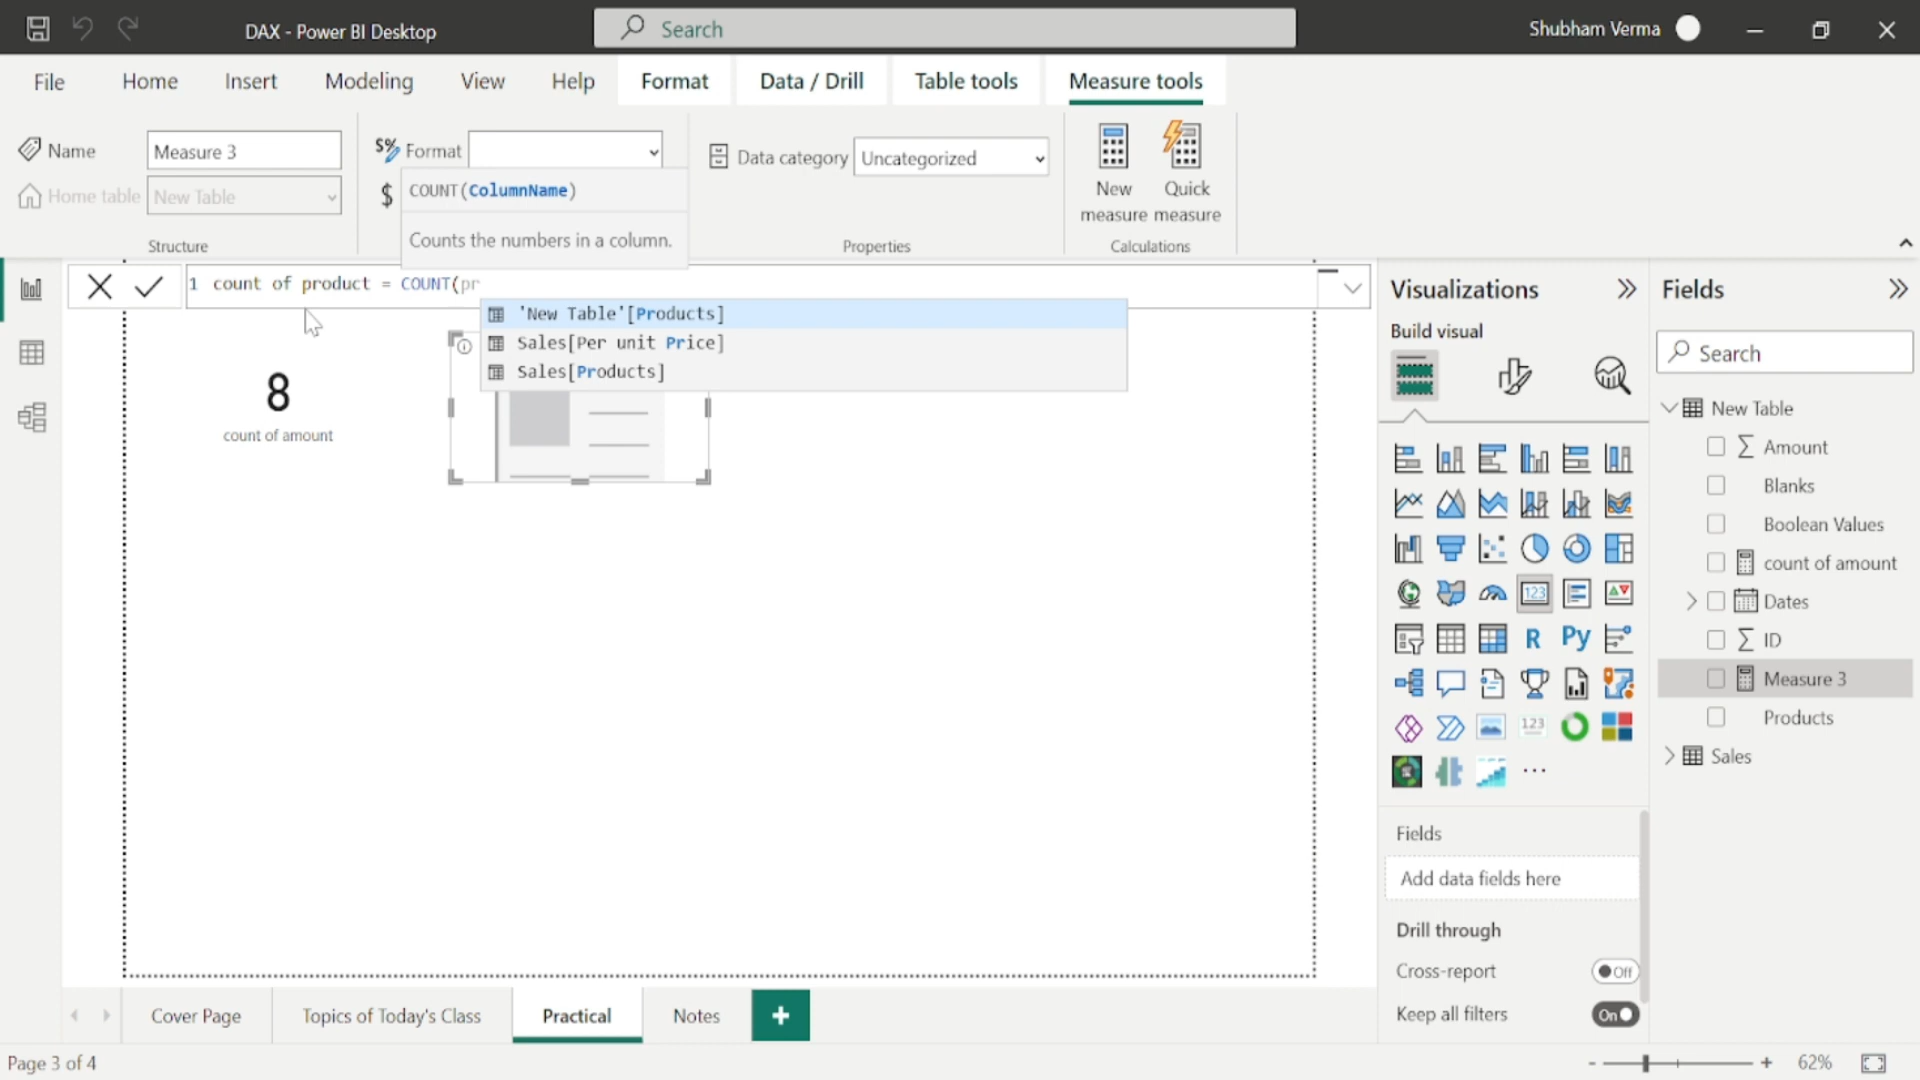 DAX - Power BI Desktop
Search
Shubham Verma
File
Home
Insert
Modeling
View
Help
Format
Data / Drill
Table tools
Measure tools
Name
Measure 3
Home table
New Table
Structure
$% Format
$
COUNT(ColumnName)
Counts the numbers in a column.
Data category
Uncategorized
Properties
New
measure
Quick
measure
Calculations
1 count of product = COUNT(pr
'New Table'[Products]
Sales[Per unit Price]
Sales[Products]
8
count of amount
Visualizations
Build visual
123
R
Py
123
Fields
Add data fields here
Drill through
Cross-report
Off
Keep all filters
On
Fields
Search
New Table
Amount
Blanks
Boolean Values
count of amount
Dates
ID
Measure 3
Products
Sales
Cover Page
Topics of Today's Class
Practical
Notes
+
Page 3 of 4
- +
62%